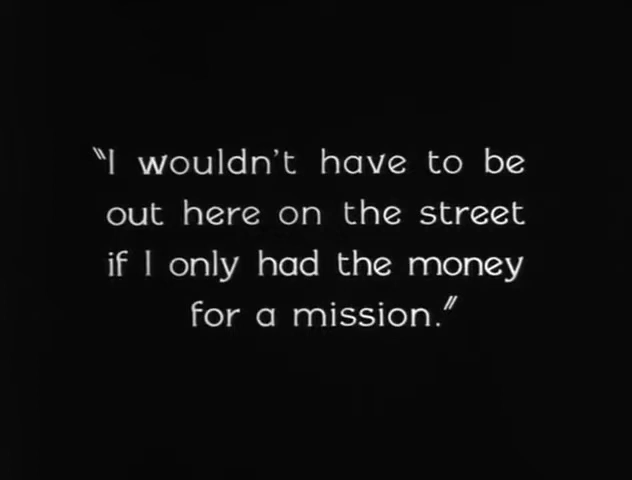 "I wouldn't have to be
out here on the street
if I only had the money
for a mission."